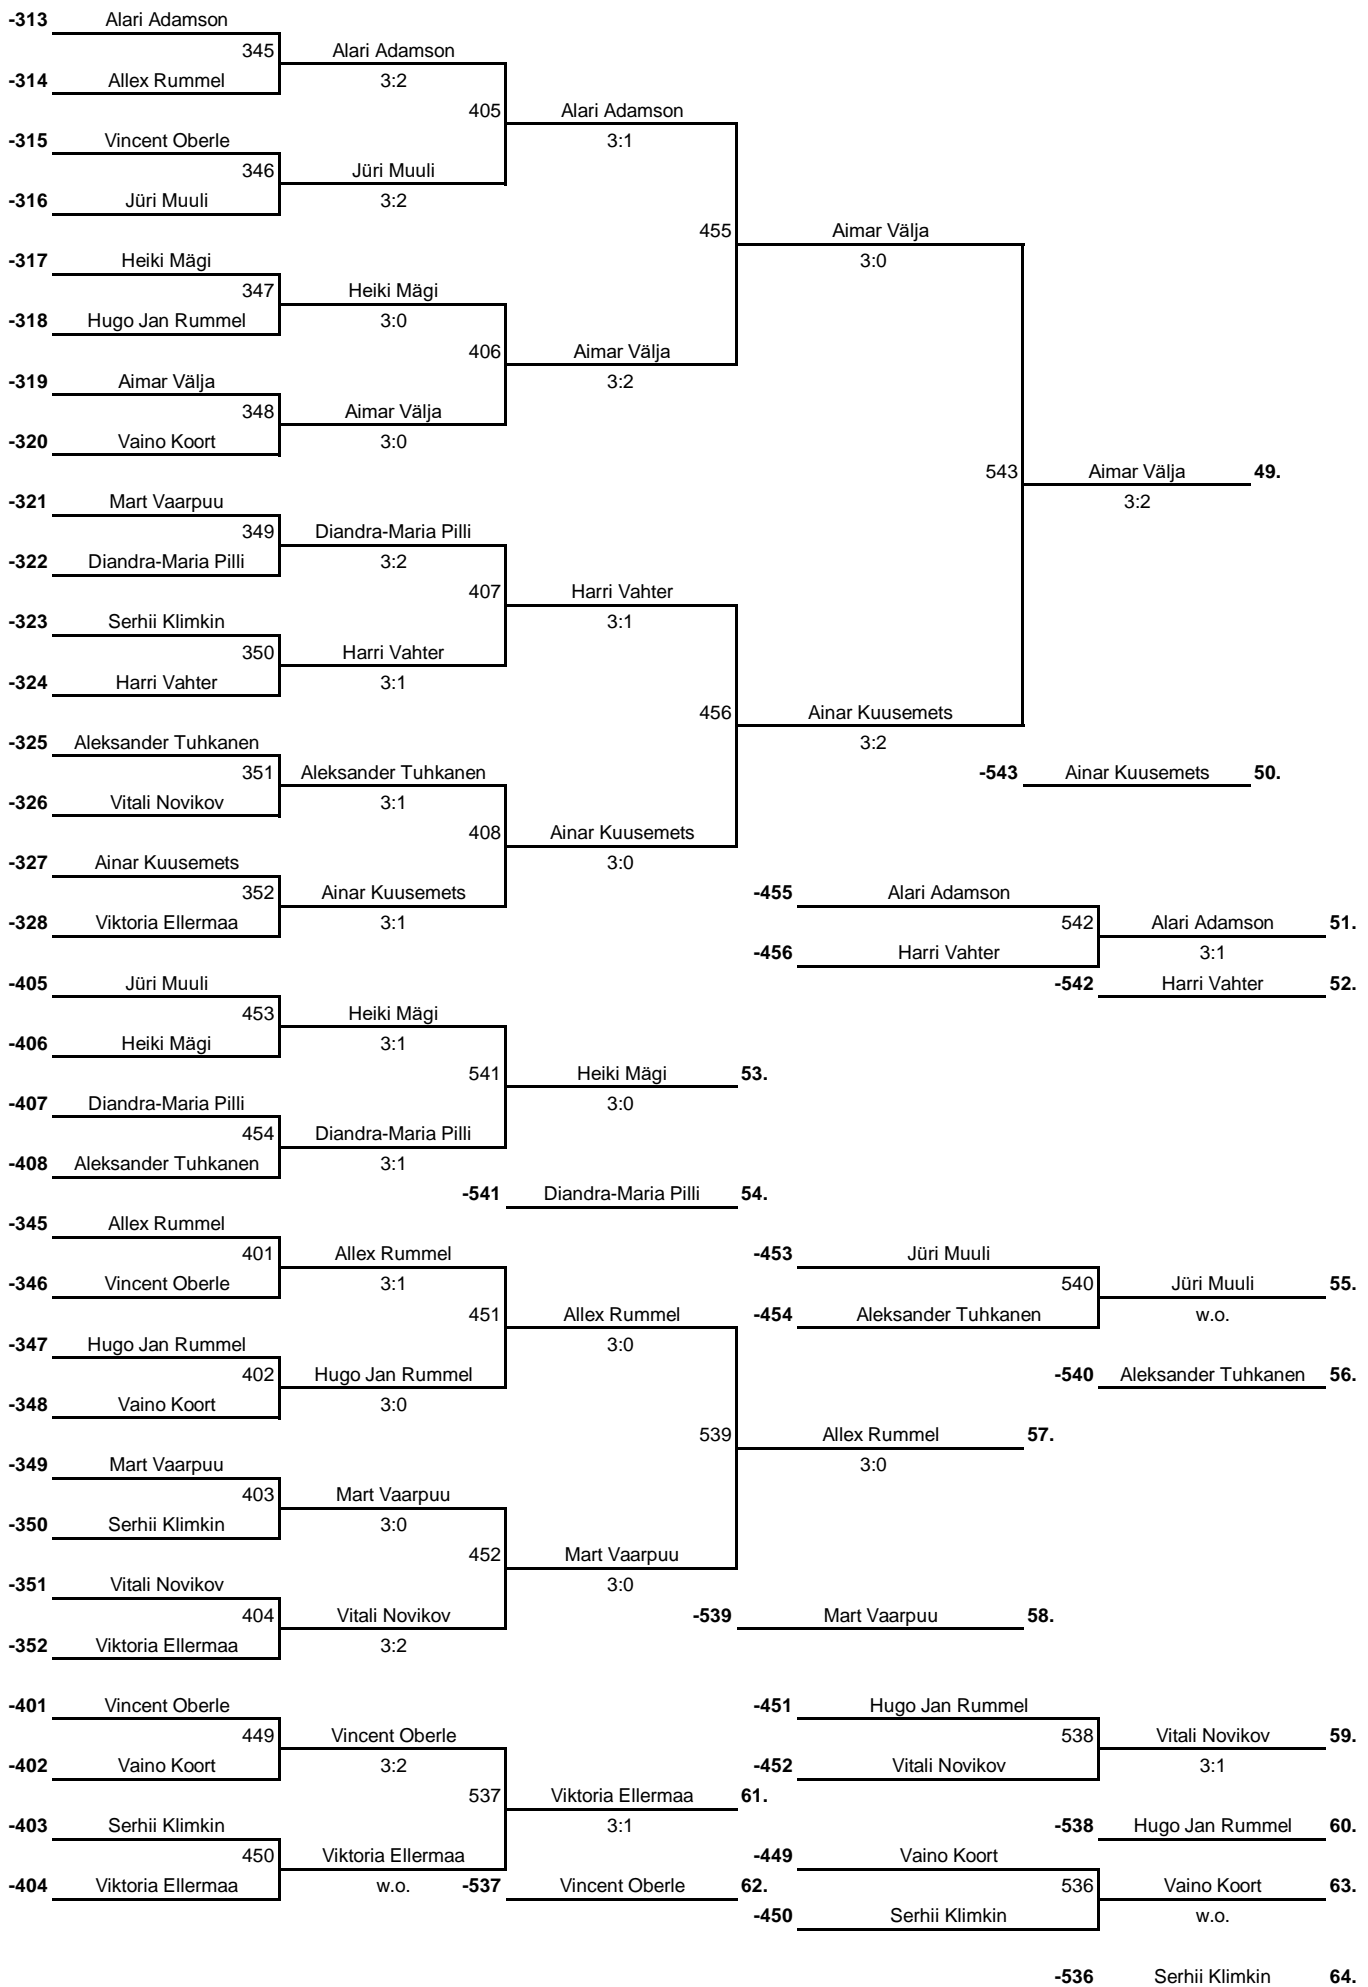 -313 Alari Adamson
345 Alari Adamson
-314 Allex Rummel 3:2
405 Alari Adamson
-315 Vincent Oberle 3:1
346 Jüri Muuli
-316 Jüri Muuli 3:2
455 Aimar Välja
-317 Heiki Mägi 3:0
347 Heiki Mägi
-318 Hugo Jan Rummel 3:0
406 Aimar Välja
-319 Aimar Välja 3:2
348 Aimar Välja
-320 Vaino Koort 3:0
543 Aimar Välja 49.
-321 Mart Vaarpuu 3:2
349 Diandra-Maria Pilli
-322 Diandra-Maria Pilli 3:2
407 Harri Vahter
-323 Serhii Klimkin 3:1
350 Harri Vahter
-324 Harri Vahter 3:1
456 Ainar Kuusemets
-325 Aleksander Tuhkanen 3:2
351 Aleksander Tuhkanen -543 Ainar Kuusemets 50.
-326 Vitali Novikov 3:1
408 Ainar Kuusemets
-327 Ainar Kuusemets 3:0
352 Ainar Kuusemets -455 Alari Adamson
-328 Viktoria Ellermaa 3:1 542 Alari Adamson 51.
-456 Harri Vahter 3:1
-405 Jüri Muuli -542 Harri Vahter 52.
453 Heiki Mägi
-406 Heiki Mägi 3:1
541 Heiki Mägi 53.
-407 Diandra-Maria Pilli 3:0
454 Diandra-Maria Pilli
-408 Aleksander Tuhkanen 3:1
-541 Diandra-Maria Pilli 54.
-345 Allex Rummel
401 Allex Rummel -453 Jüri Muuli
-346 Vincent Oberle 3:1 540 Jüri Muuli 55.
451 Allex Rummel -454 Aleksander Tuhkanen w.o.
-347 Hugo Jan Rummel 3:0
402 Hugo Jan Rummel -540 Aleksander Tuhkanen 56.
-348 Vaino Koort 3:0
539 Allex Rummel 57.
-349 Mart Vaarpuu 3:0
403 Mart Vaarpuu
-350 Serhii Klimkin 3:0
452 Mart Vaarpuu
-351 Vitali Novikov 3:0
404 Vitali Novikov -539 Mart Vaarpuu 58.
-352 Viktoria Ellermaa 3:2
-401 Vincent Oberle -451 Hugo Jan Rummel
449 Vincent Oberle 538 Vitali Novikov 59.
-402 Vaino Koort 3:2 -452 Vitali Novikov 3:1
537 Viktoria Ellermaa 61.
-403 Serhii Klimkin 3:1 -538 Hugo Jan Rummel 60.
450 Viktoria Ellermaa -449 Vaino Koort
-404 Viktoria Ellermaa w.o. -537 Vincent Oberle 62. 536 Vaino Koort 63.
-450 Serhii Klimkin w.o.
-536 Serhii Klimkin 64.